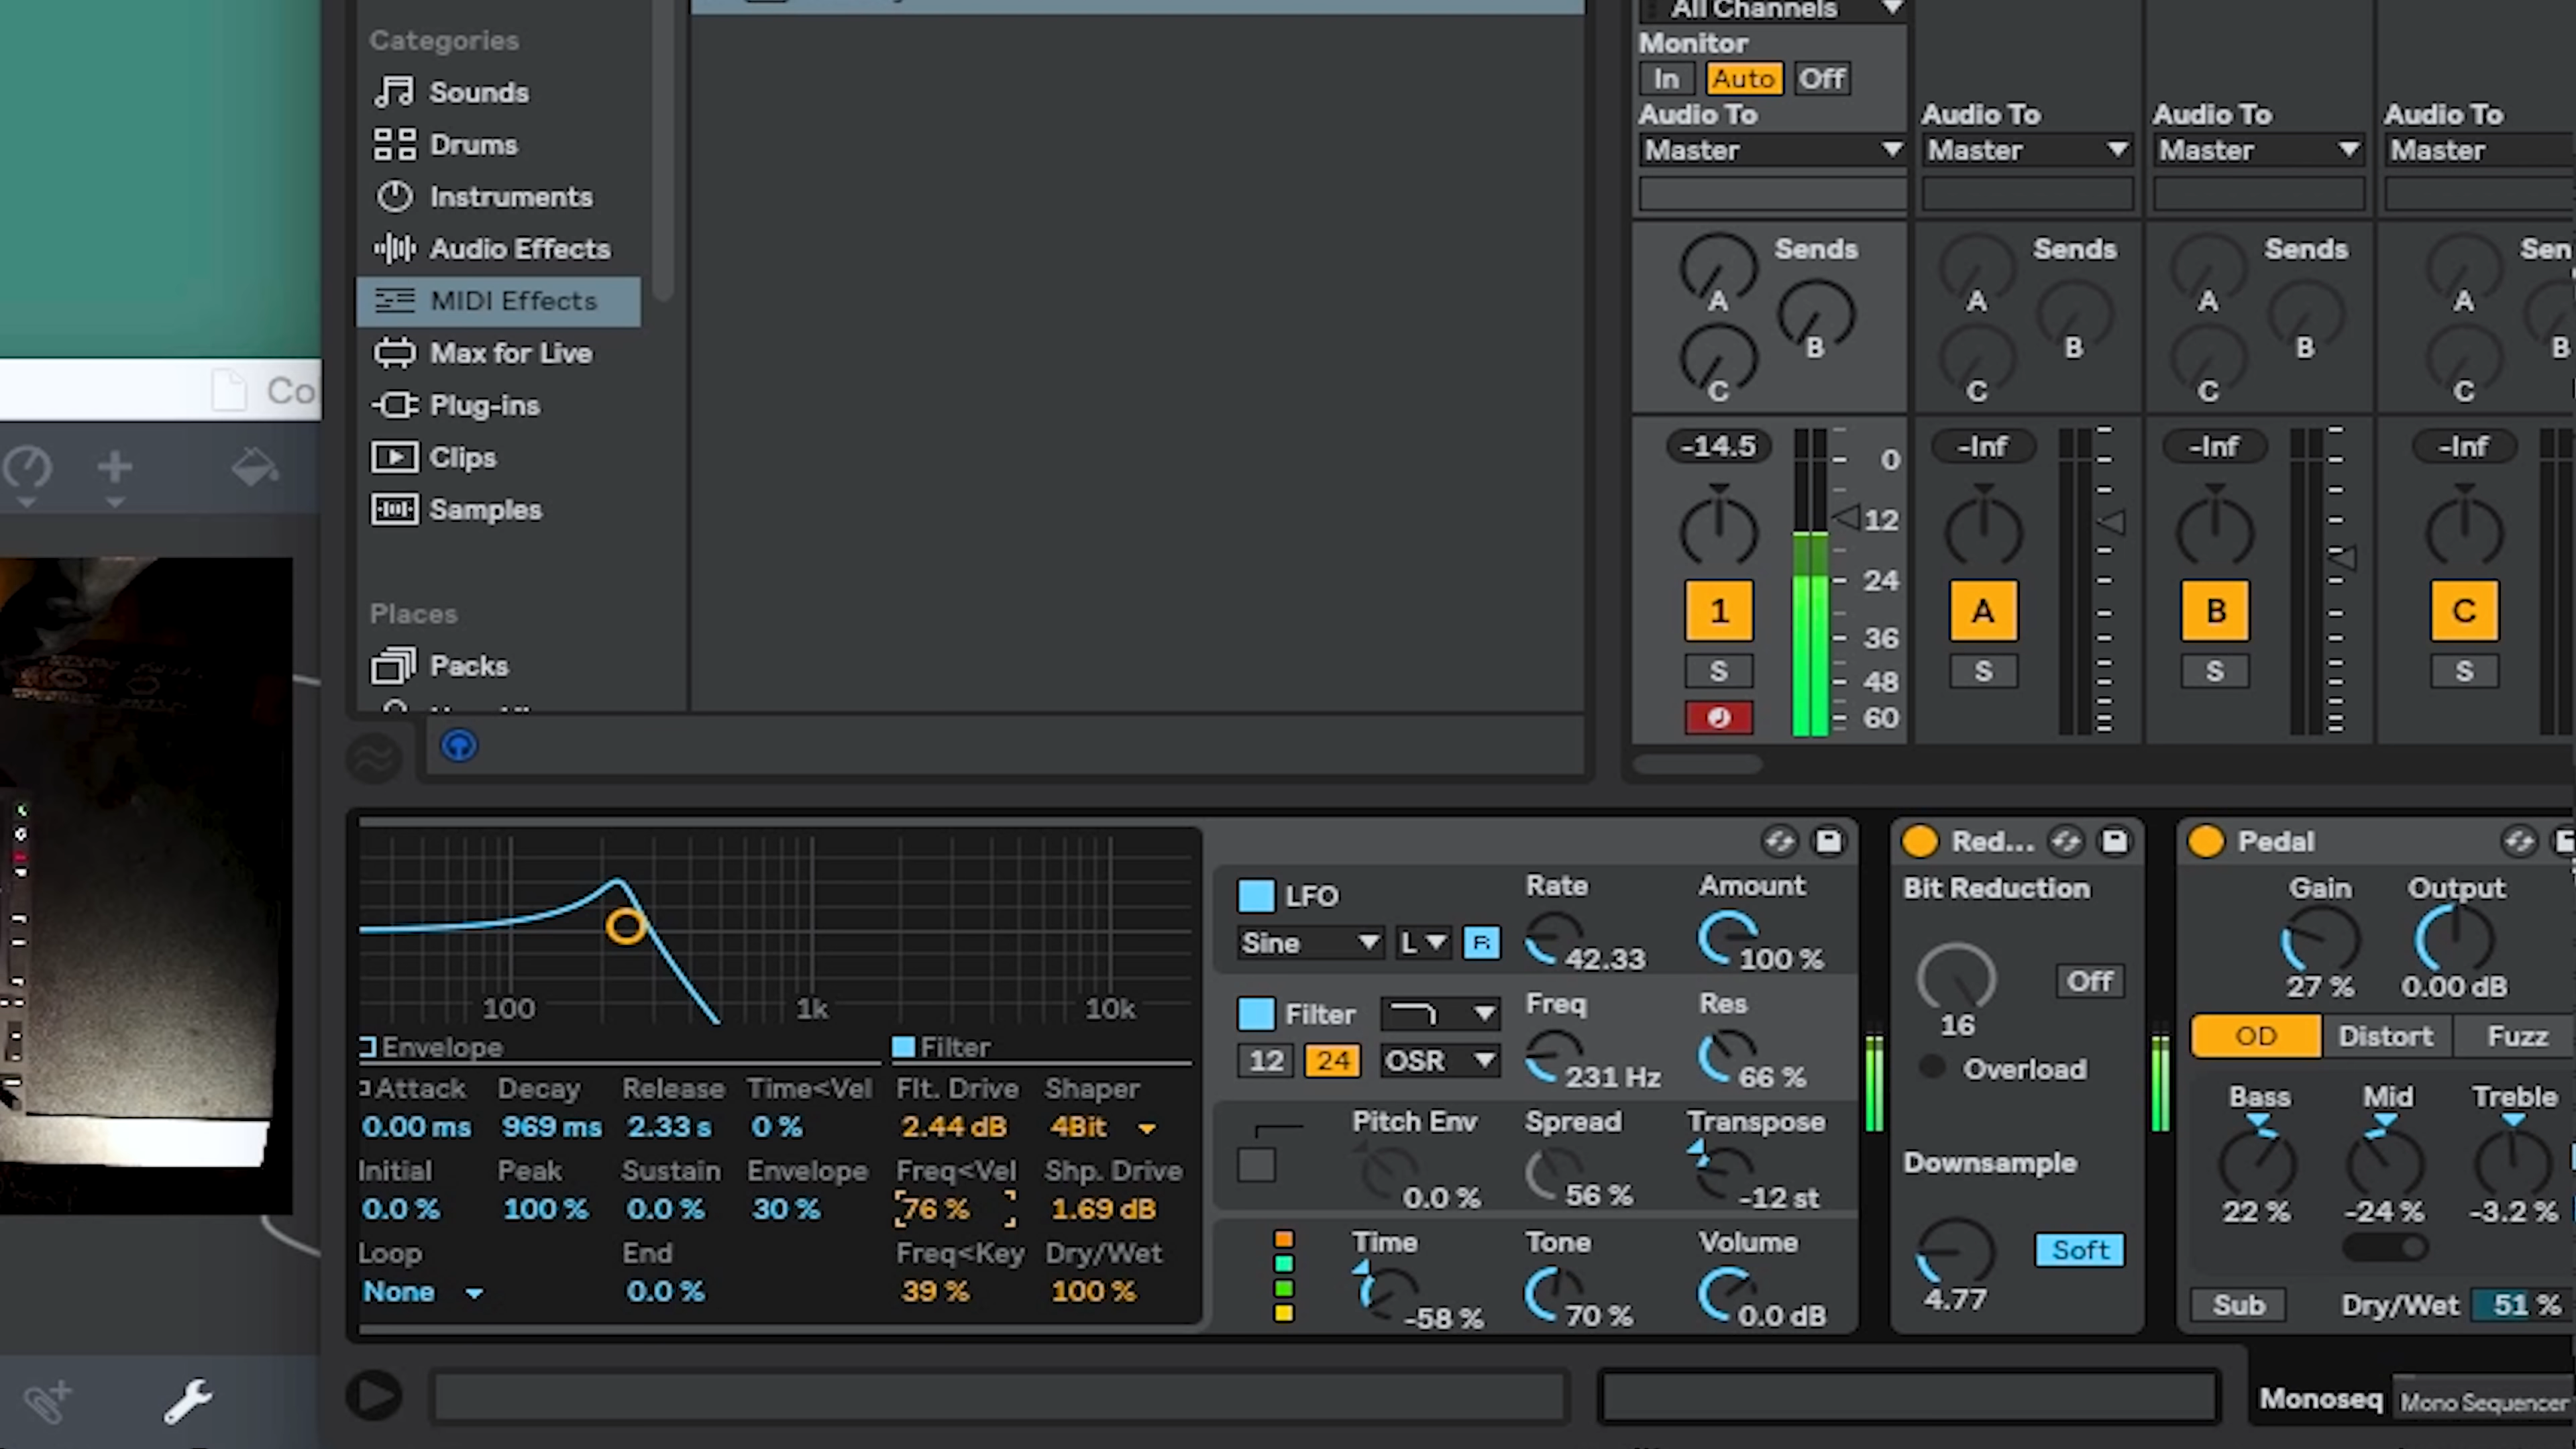 All Channels
Categories
Sounds
Drums
Instruments
Audio Effects
MIDI Effects
Max for Live
Plug-ins
Clips
Samples
Places
Packs
Co
Monitor
In Auto Off
Audio To Audio To Audio To Audio To
Master Master Master Master
Sends Sends Sends Sen
A B C A B C A B C A B
C
-14.5 -Inf -Inf -Inf
0
12
24
36
48
60
1 A B C
S S S S
100 1k 10k
Envelope Filter
Attack Decay Release Time<Vel Flt. Drive Shaper
0.00 ms 969 ms 2.33 s 0 % 2.44 dB 4Bit
Initial Peak Sustain Envelope Freq<Vel Shp. Drive
0.0 % 100 % 0.0 % 30 % 76 % 1.69 dB
Loop End Freq<Key Dry/Wet
None 0.0 % 39 % 100 %
LFO Rate Amount
Sine L R 42.33 100 %
Filter Freq Res
12 24 OSR 231 Hz 66 %
Pitch Env Spread Transpose
0.0 % 56 % -12 st
Time Tone Volume
-58 % 70 % 0.0 dB
Red...
Bit Reduction
Off
16
Overload
Downsample
Soft
4.77
Pedal
Gain Output
27 % 0.00 dB
OD Distort Fuzz
Bass Mid Treble
22 % -24 % -3.2 %
Sub Dry/Wet 51 %
Monoseq Mono Sequencer